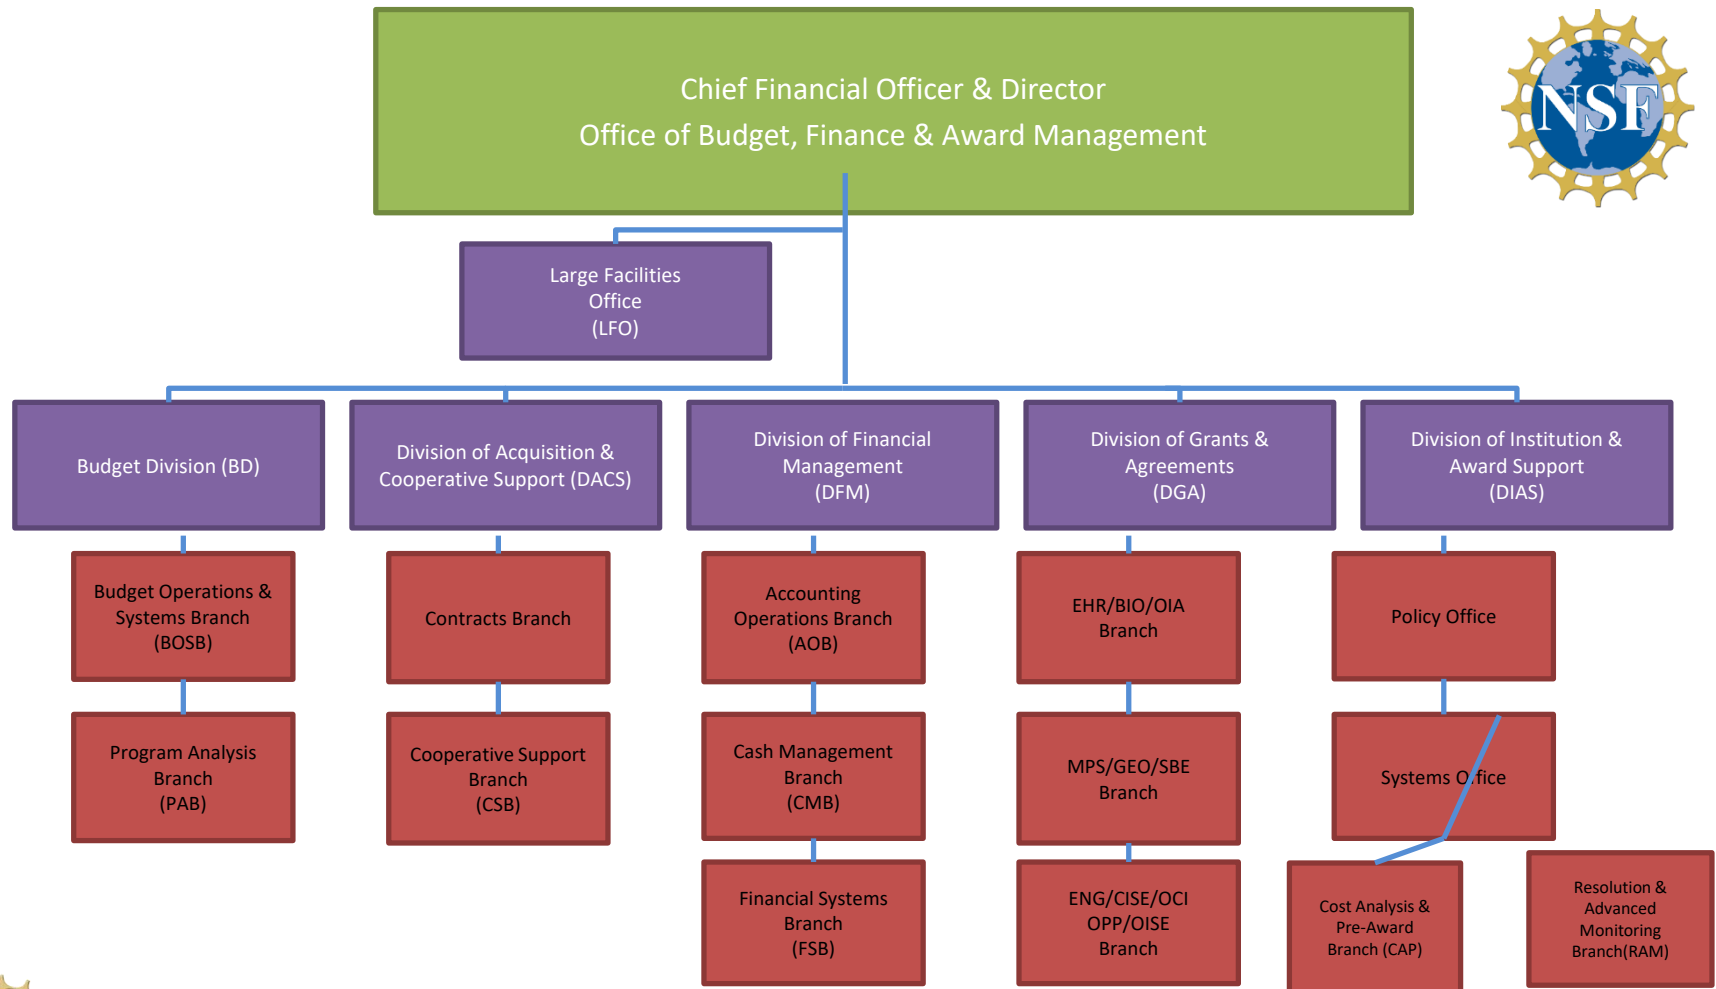 Chief Financial Officer & Director
Office of Budget, Finance & Award Management
NSF
Large Facilities
Office
(LFO)
Budget Division (BD)
Division of Acquisition &
Cooperative Support (DACS)
Division of Financial
Management
(DFM)
Division of Grants &
Agreements
(DGA)
Division of Institution &
Award Support
(DIAS)
Budget Operations &
Systems Branch
(BOSB)
Contracts Branch
Accounting
Operations Branch
(AOB)
EHR/BIO/OIA
Branch
Policy Office
Program Analysis
Branch
(PAB)
Cooperative Support
Branch
(CSB)
Cash Management
Branch
(CMB)
MPS/GEO/SBE
Branch
Systems Office
Financial Systems
Branch
(FSB)
ENG/CISE/OCI
OPP/OISE
Branch
Cost Analysis &
Pre-Award
Branch (CAP)
Resolution &
Advanced
Monitoring
Branch(RAM)